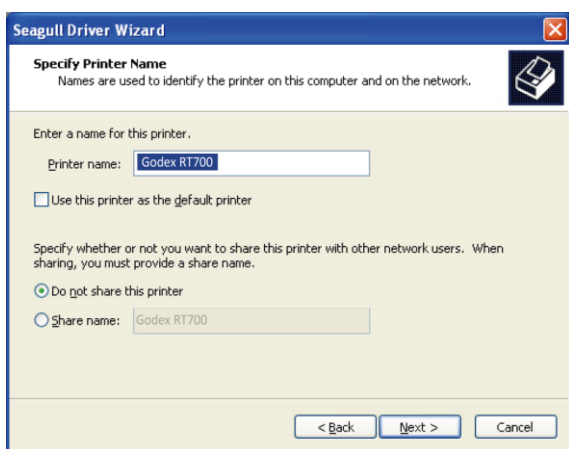 Seagull Driver Wizard
Specify Printer Name
Names are used to identify the printer on this computer and on the network.
Enter a name for this printer.
Printer name: Godex RT700
Use this printer as the default printer
Specify whether or not you want to share this printer with other network users. When
sharing, you must provide a share name.
Do not share this printer
Share name: Godex RT700
< Back Next > Cancel